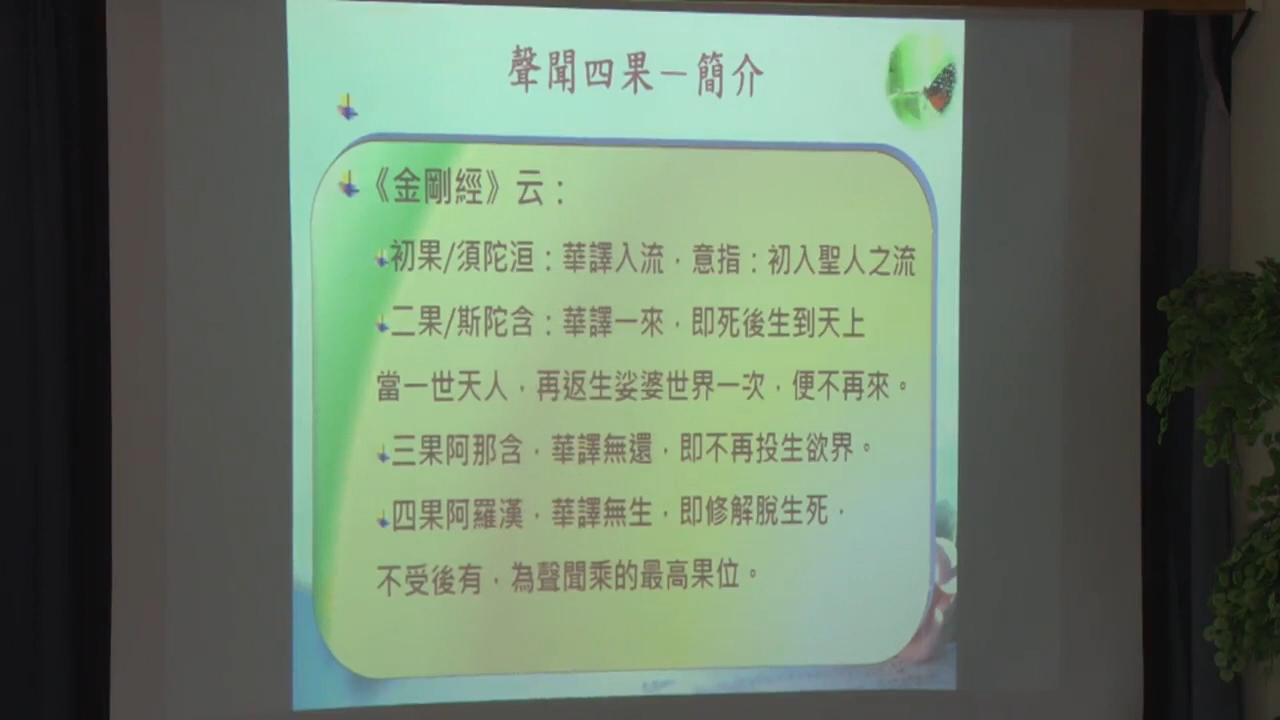 聲聞四果－簡介
《金剛經》云：
初果/須陀洹：華譯入流，意指：初入聖人之流
二果/斯陀含：華譯一來，即死後生到天上
當一世天人，再返生娑婆世界一次，便不再來。
三果阿那含，華譯無還，即不再投生欲界。
四果阿羅漢，華譯無生，即修解脫生死，
不受後有，為聲聞乘的最高果位。